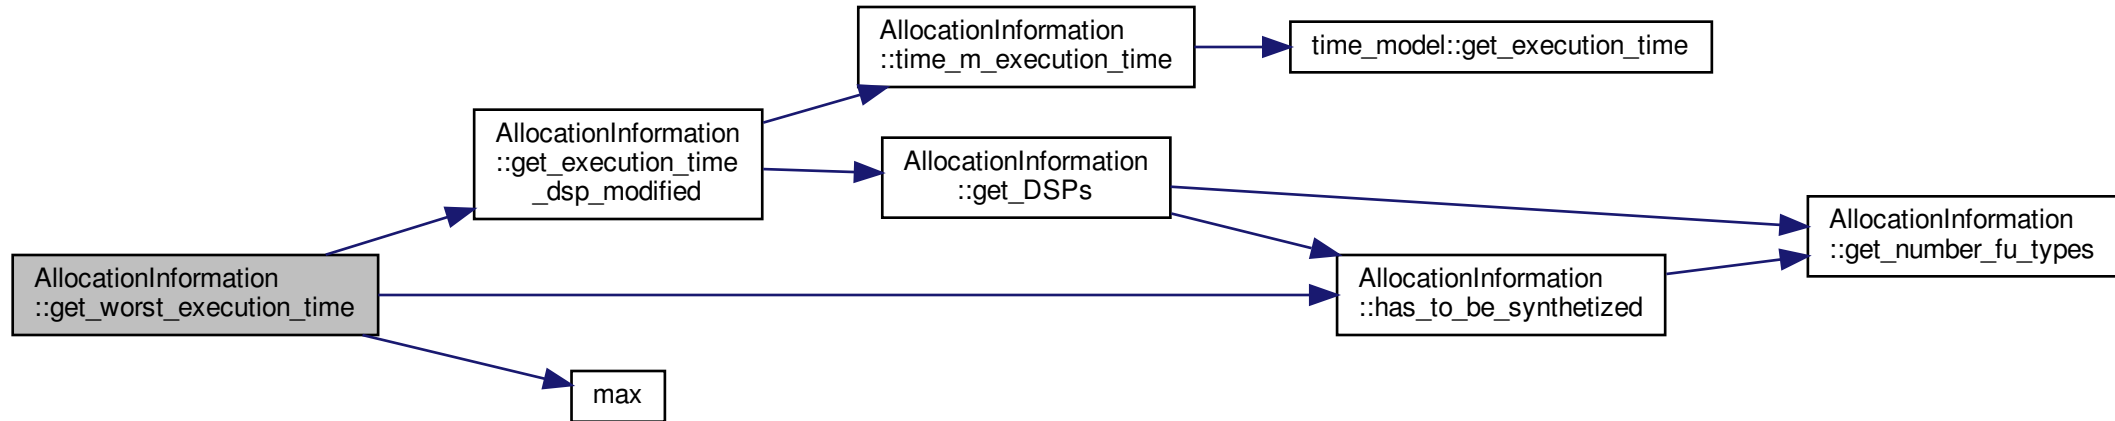 AllocationInformation
::get_worst_execution_time
AllocationInformation
::get_execution_time
_dsp_modified
max
AllocationInformation
::time_m_execution_time
AllocationInformation
::get_DSPs
time_model::get_execution_time
AllocationInformation
::has_to_be_synthetized
AllocationInformation
::get_number_fu_types